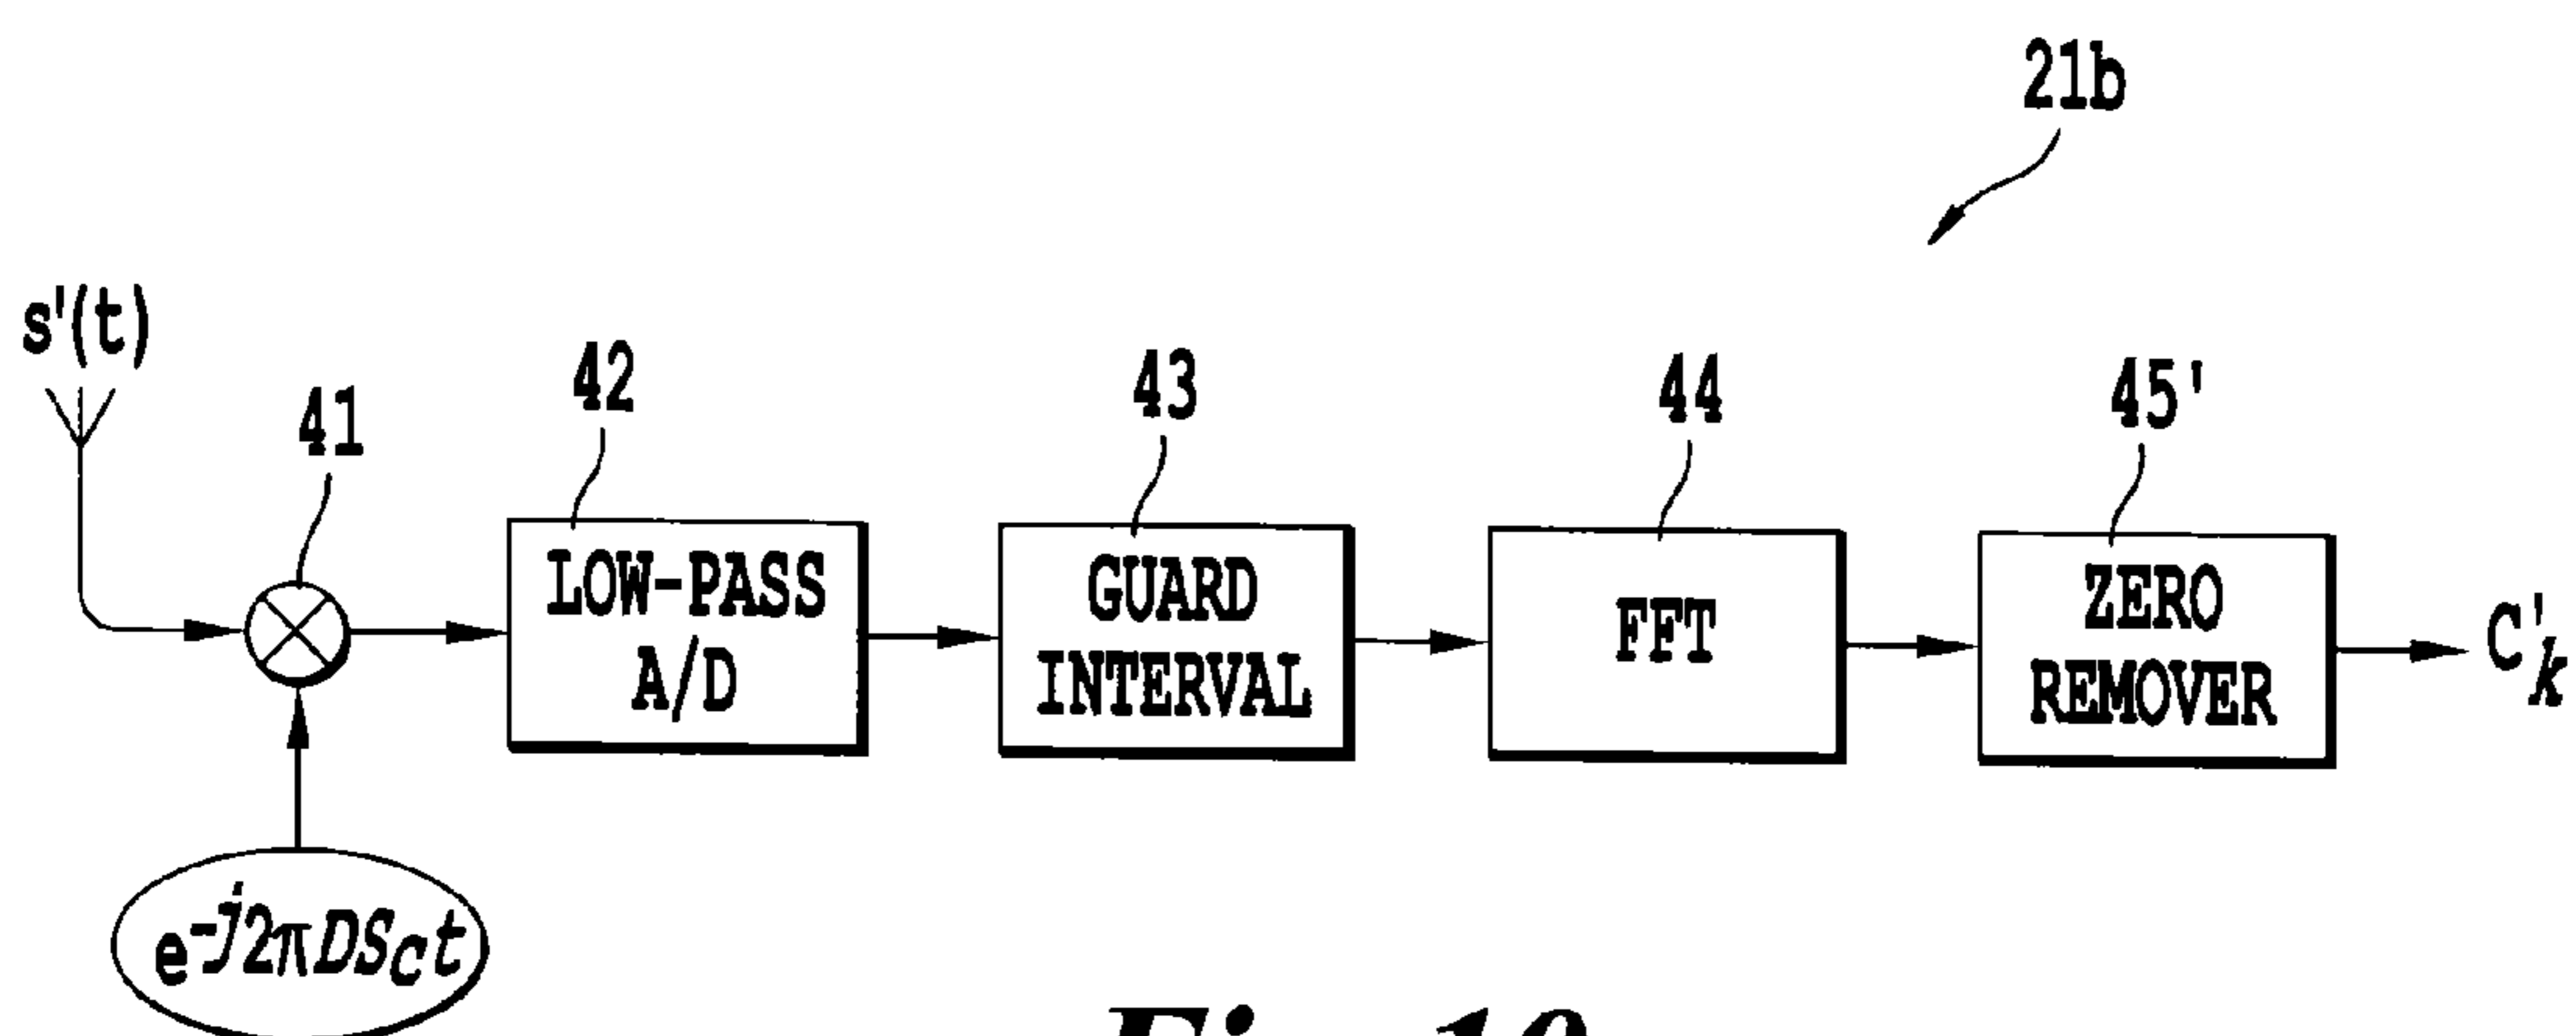 21b
s'(t)
41
42
43
44
45'
LOW-PASS
A/D
GUARD
INTERVAL
FFT
ZERO
REMOVER
C'k
e-j2πDSct